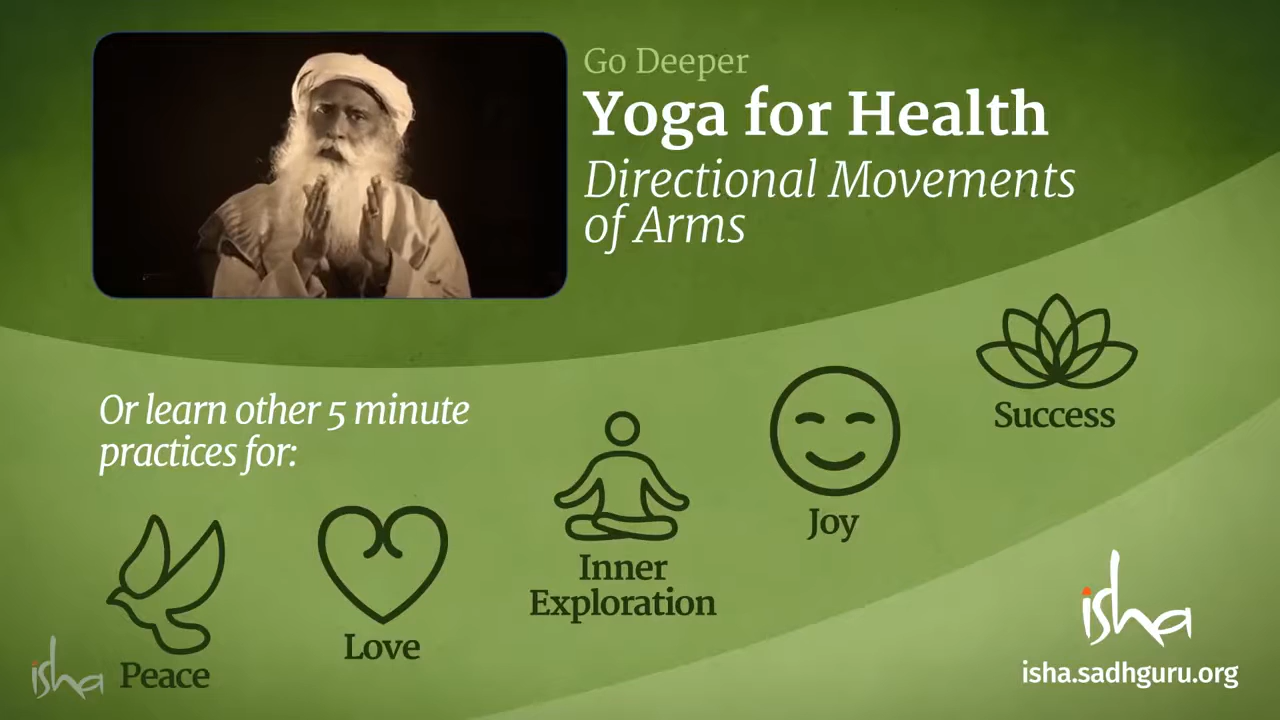 Go Deeper
Yoga for Health
Directional Movements
of Arms
Or learn other 5 minute
practices for:
Success
Joy
Inner
Exploration
Love
Peace
isha
isha
isha.sadhguru.org